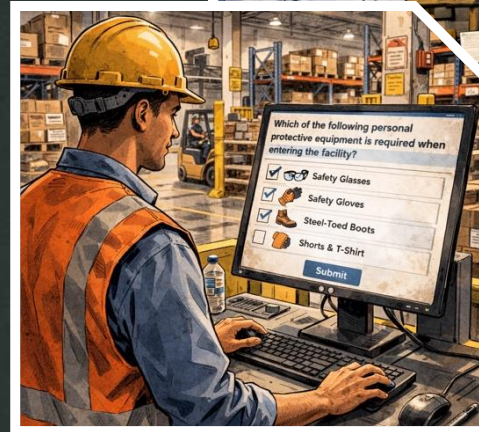 Which of the following personal
protective equipment is required when
entering the facility?
Safety Glasses
Safety Gloves
Steel-Toed Boots
Shorts & T-Shirt
Submit